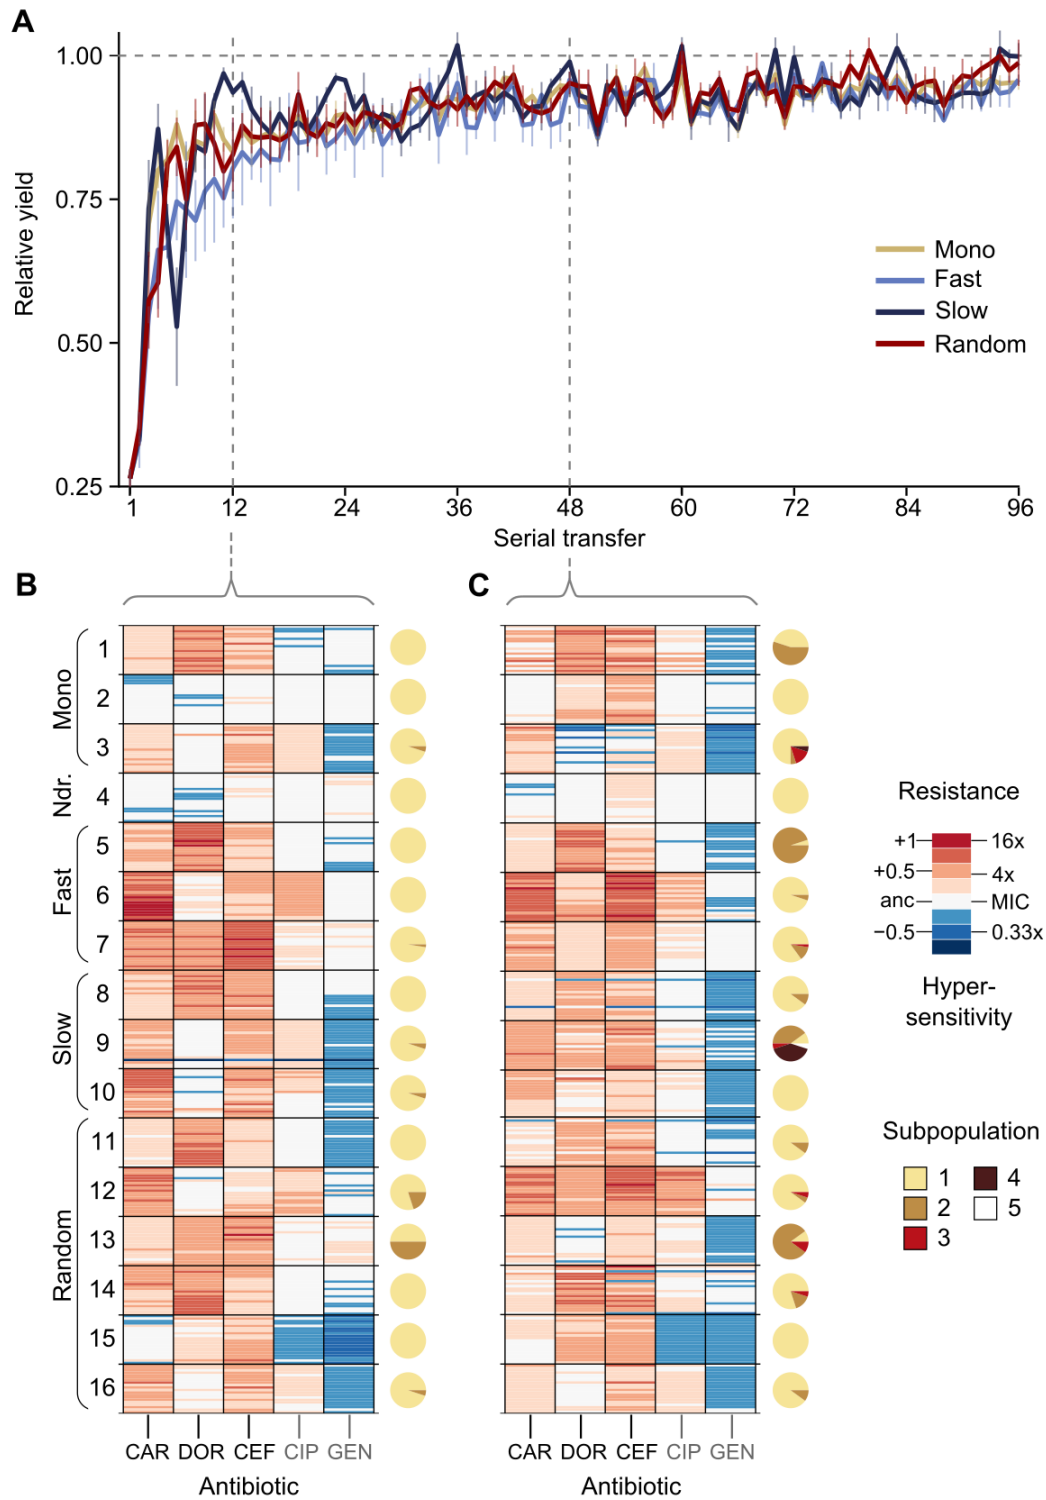 A
1.00
0.75
0.50
0.25
Relative yield
Mono
Fast
Slow
Random
1 12 24 36 48 60 72 84 96
Serial transfer
B
C
Mono
Ndr.
Fast
Slow
Random
1
2
3
4
5
6
7
8
9
10
11
12
13
14
15
16
CAR DOR CEF CIP GEN
Antibiotic
CAR DOR CEF CIP GEN
Antibiotic
Resistance
+1 16x
+0.5 4x
anc MIC
−0.5 0.33x
Hyper-
sensitivity
Subpopulation
1 4
2 5
3